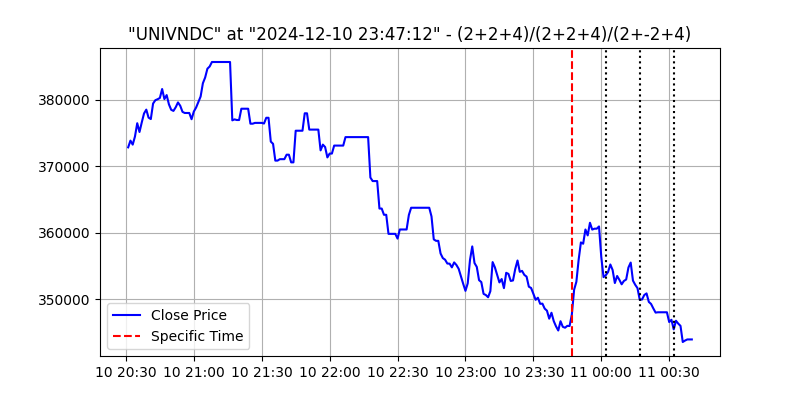 "UNIVNDC" at "2024-12-10 23:47:12" - (2+2+4)/(2+2+4)/(2+-2+4)
380000
370000
360000
350000
Close Price
Specific Time
10 20:30 10 21:00 10 21:30 10 22:00 10 22:30 10 23:00 10 23:30 11 00:00 11 00:30